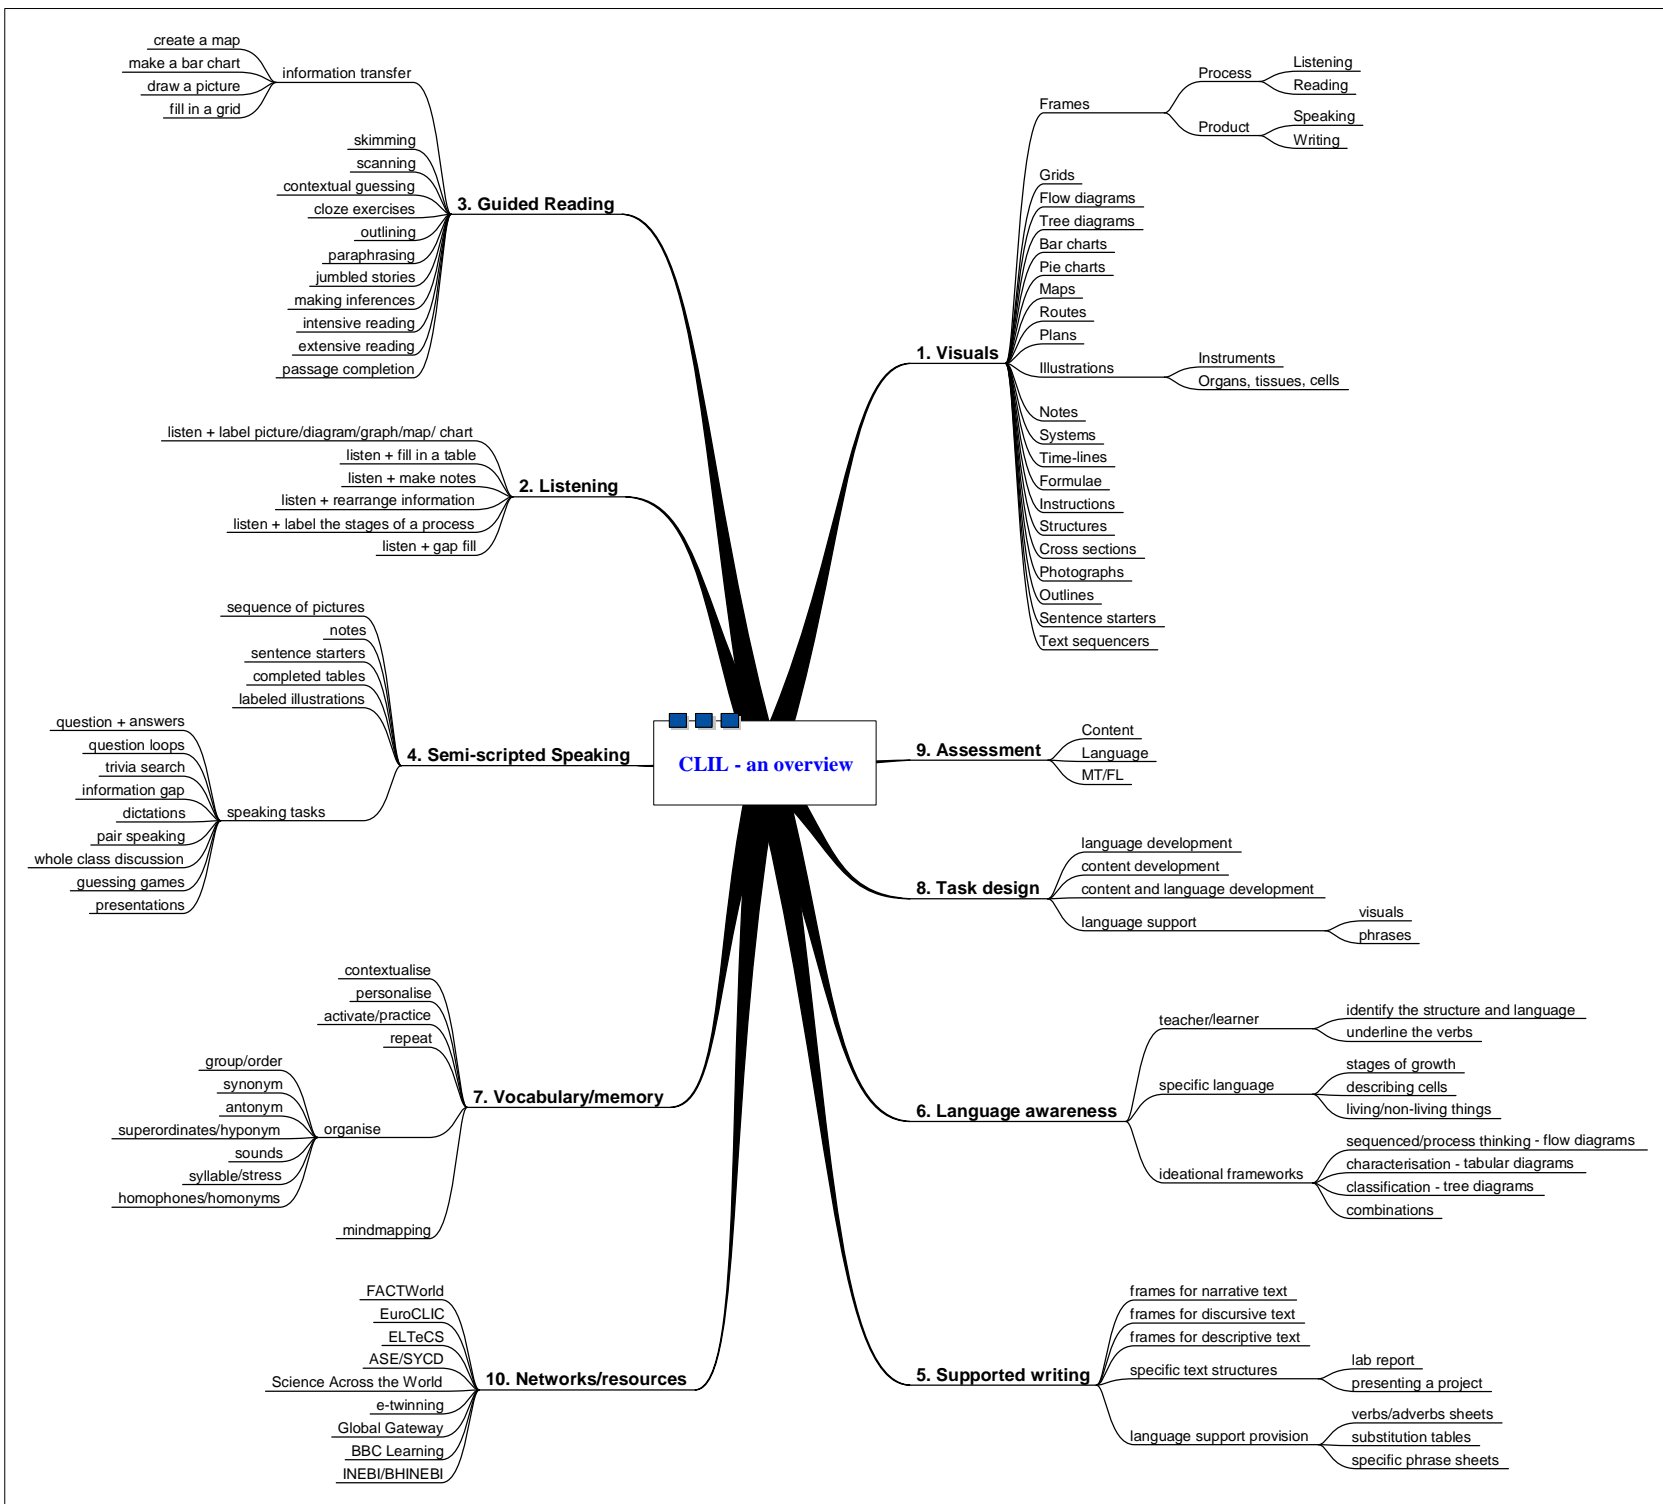 CLIL - an overview
1. Visuals
Frames
Process
Listening
Reading
Product
Speaking
Writing
Grids
Flow diagrams
Tree diagrams
Bar charts
Pie charts
Maps
Routes
Plans
Illustrations
Instruments
Organs, tissues, cells
Notes
Systems
Time-lines
Formulae
Instructions
Structures
Cross sections
Photographs
Outlines
Sentence starters
Text sequencers
9. Assessment
Content
Language
MT/FL
8. Task design
language development
content development
content and language development
language support
visuals
phrases
6. Language awareness
teacher/learner
identify the structure and language
underline the verbs
specific language
stages of growth
describing cells
living/non-living things
ideational frameworks
sequenced/process thinking - flow diagrams
characterisation - tabular diagrams
classification - tree diagrams
combinations
5. Supported writing
frames for narrative text
frames for discursive text
frames for descriptive text
specific text structures
lab report
presenting a project
language support provision
verbs/adverbs sheets
substitution tables
specific phrase sheets
3. Guided Reading
information transfer
create a map
make a bar chart
draw a picture
fill in a grid
skimming
scanning
contextual guessing
cloze exercises
outlining
paraphrasing
jumbled stories
making inferences
intensive reading
extensive reading
passage completion
2. Listening
listen + label picture/diagram/graph/map/ chart
listen + fill in a table
listen + make notes
listen + rearrange information
listen + label the stages of a process
listen + gap fill
4. Semi-scripted Speaking
sequence of pictures
notes
sentence starters
completed tables
labeled illustrations
speaking tasks
question + answers
question loops
trivia search
information gap
dictations
pair speaking
whole class discussion
guessing games
presentations
7. Vocabulary/memory
contextualise
personalise
activate/practice
repeat
organise
group/order
synonym
antonym
superordinates/hyponym
sounds
syllable/stress
homophones/homonyms
mindmapping
10. Networks/resources
FACTWorld
EuroCLIC
ELTeCS
ASE/SYCD
Science Across the World
e-twinning
Global Gateway
BBC Learning
INEBI/BHINEBI